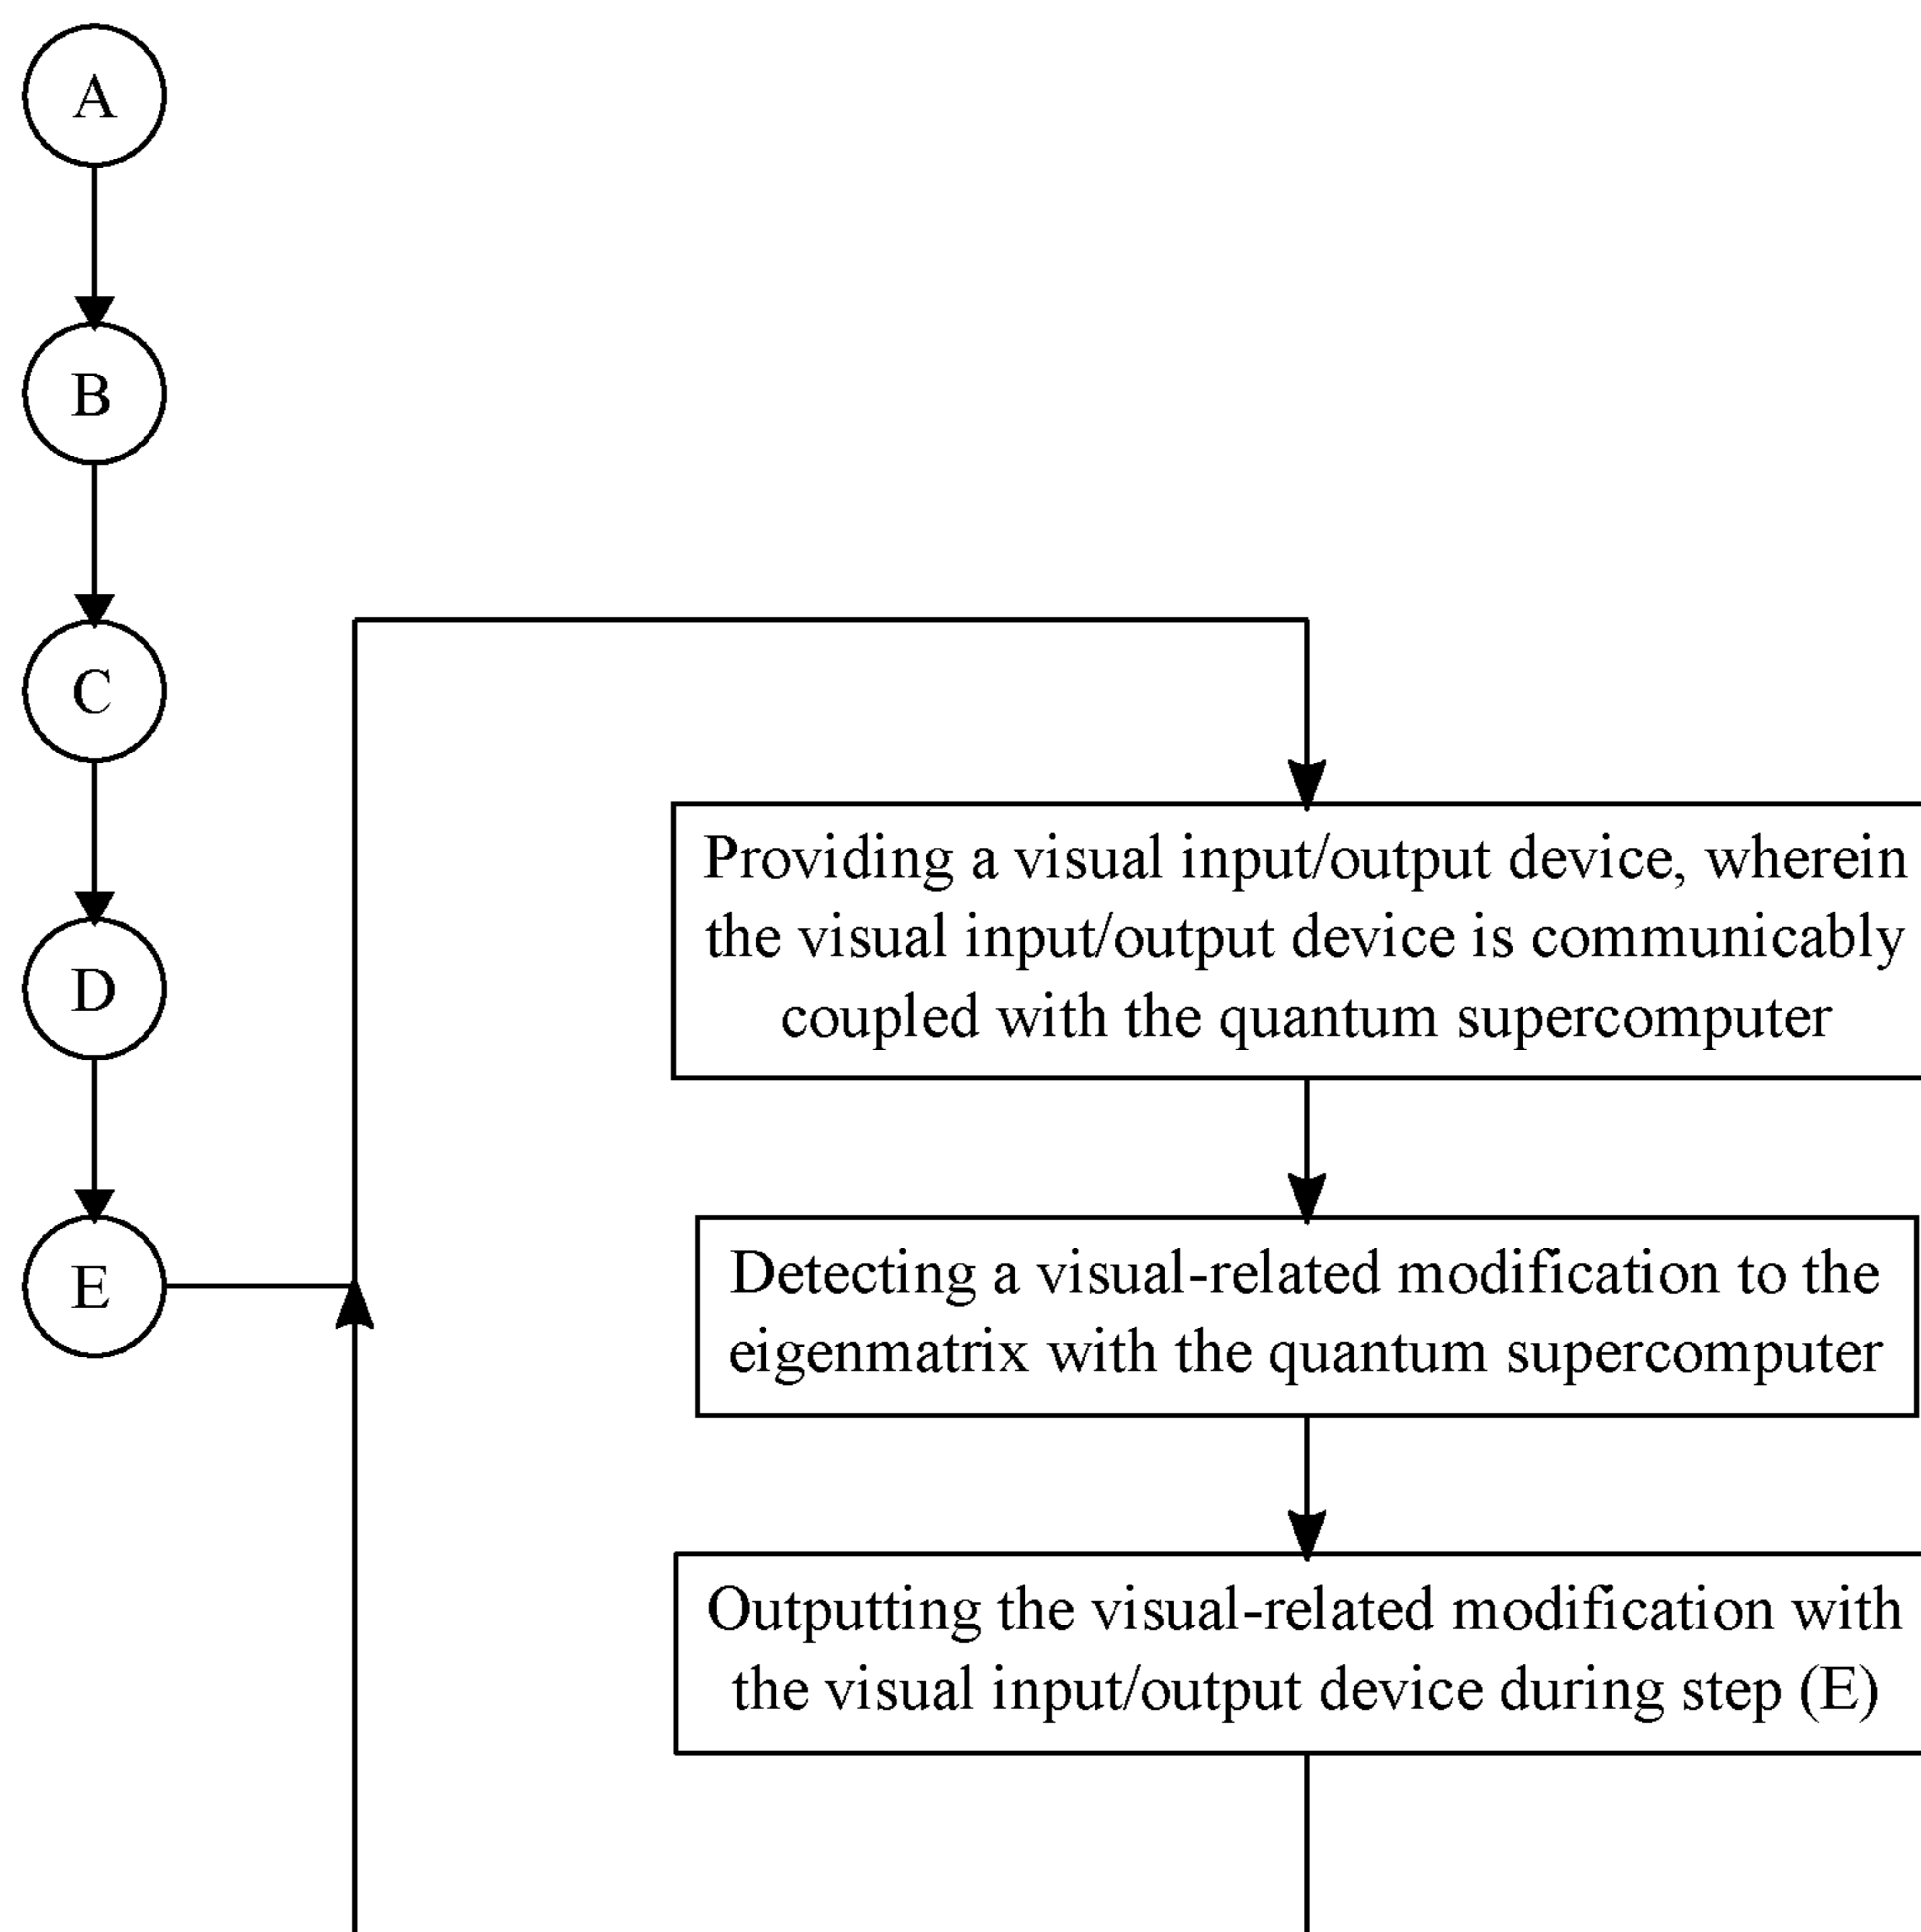 A
B
C
D
E
Providing a visual input/output device, wherein
the visual input/output device is communicably
coupled with the quantum supercomputer
Detecting a visual-related modification to the
eigenmatrix with the quantum supercomputer
Outputting the visual-related modification with
the visual input/output device during step (E)